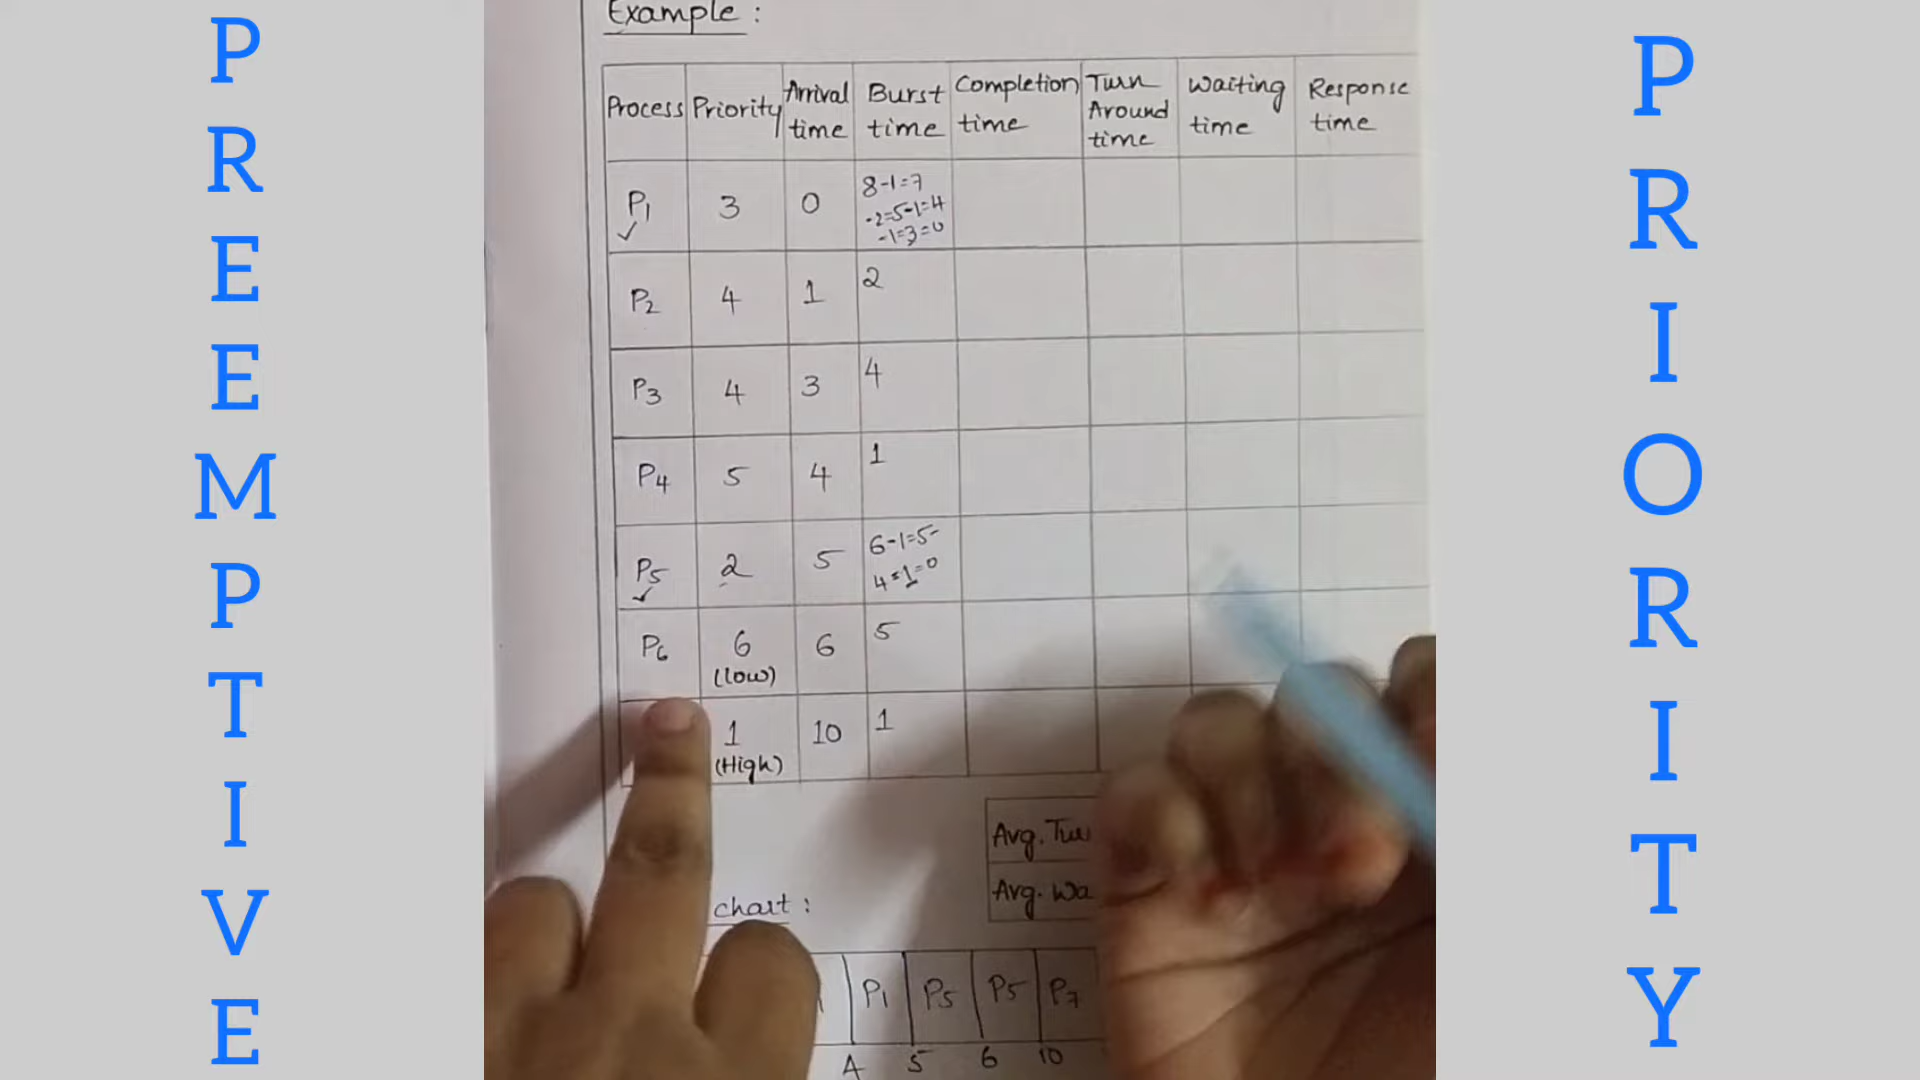 PREEMPTIVE
Example :
Process Priority Arrival time Burst time Completion time Turn Around time Waiting time Response time
P1 3 0 8-1=7
-2=5-1=4
-1=3=0
P2 4 1 2
P3 4 3 4
P4 5 4 1
P5 2 5 6-1=5-
4=1=0
P6 6 6 5
(low)
1 10 1
(High)
Avg. Tu
Avg. Wa
chart :
P1 P5 P5 P7
4 5 6 10
PRIORITY